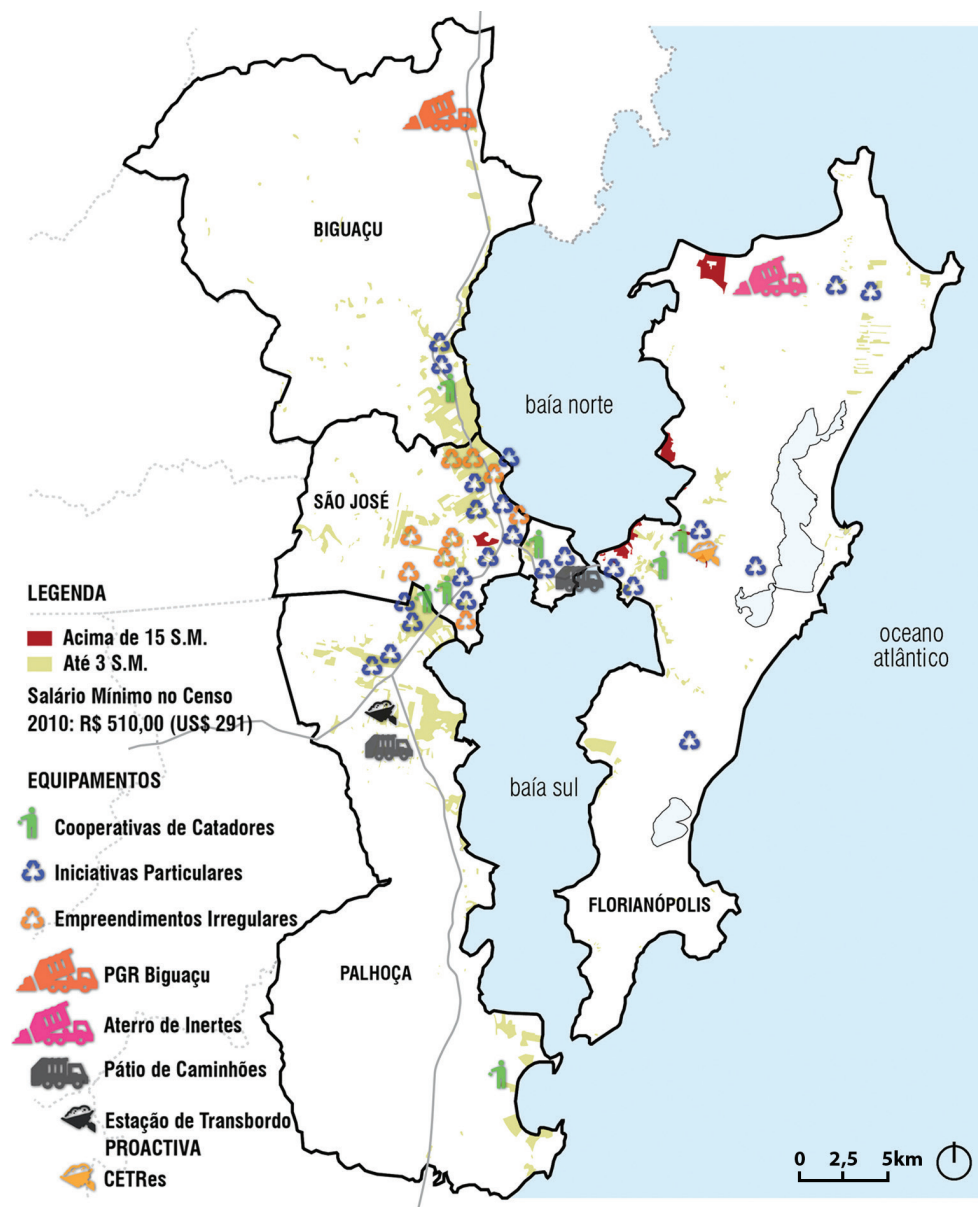 BIGUAÇU
baía norte
SÃO JOSÉ
LEGENDA
Acima de 15 S.M.
Até 3 S.M.
Salário Mínimo no Censo
2010: R$ 510,00 (US$ 291)
oceano
atlântico
EQUIPAMENTOS
baía sul
Cooperativas de Catadores
Iniciativas Particulares
Empreendimentos Irregulares
FLORIANÓPOLIS
PGR Biguaçu
PALHOÇA
Aterro de Inertes
Pátio de Caminhões
Estação de Transbordo
PROACTIVA
CETRes
0 2,5 5km